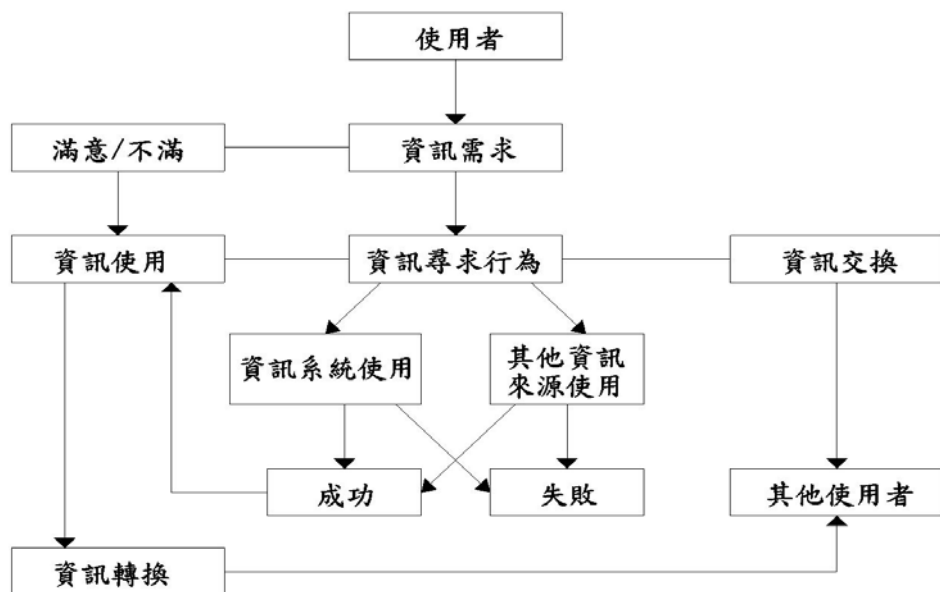 使用者
滿意/不滿
資訊需求
資訊使用
資訊尋求行為
資訊交換
資訊系統使用
其他資訊
來源使用
成功
失敗
其他使用者
資訊轉換